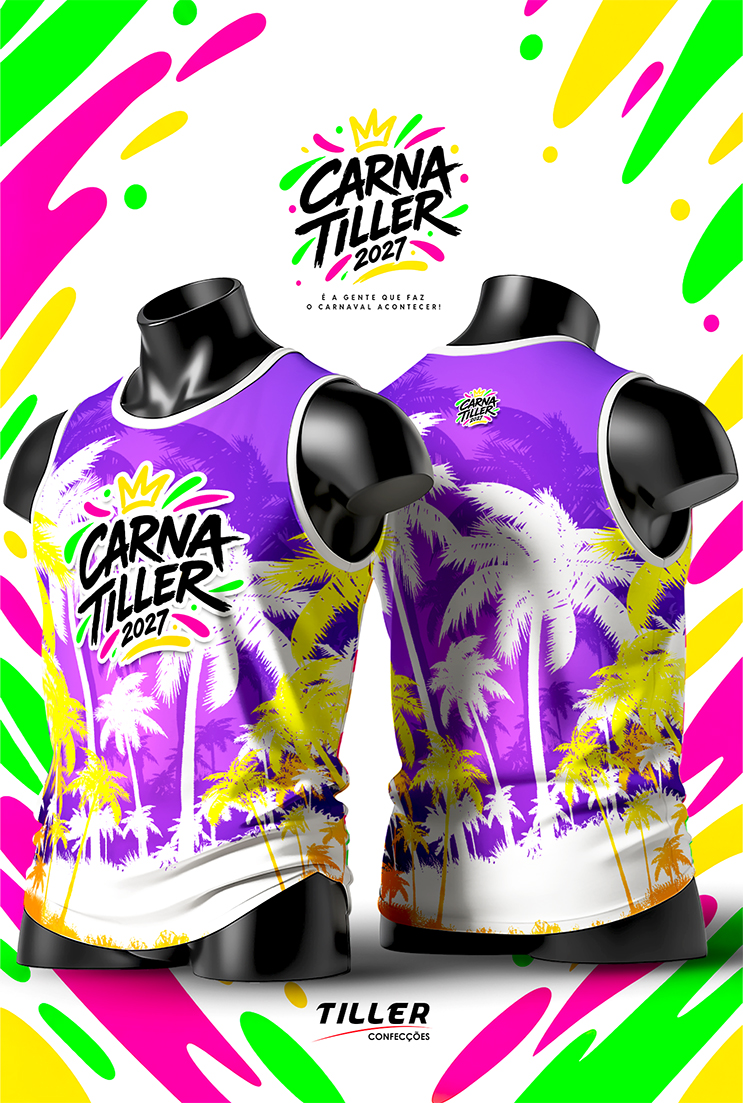 CARNA
TILLER
2027
É A GENTE QUE FAZ
O CARNAVAL ACONTECER!
CARNA
TILLER
2027
CARNA
TILLER
2027
TILLER
CONFECÇÕES